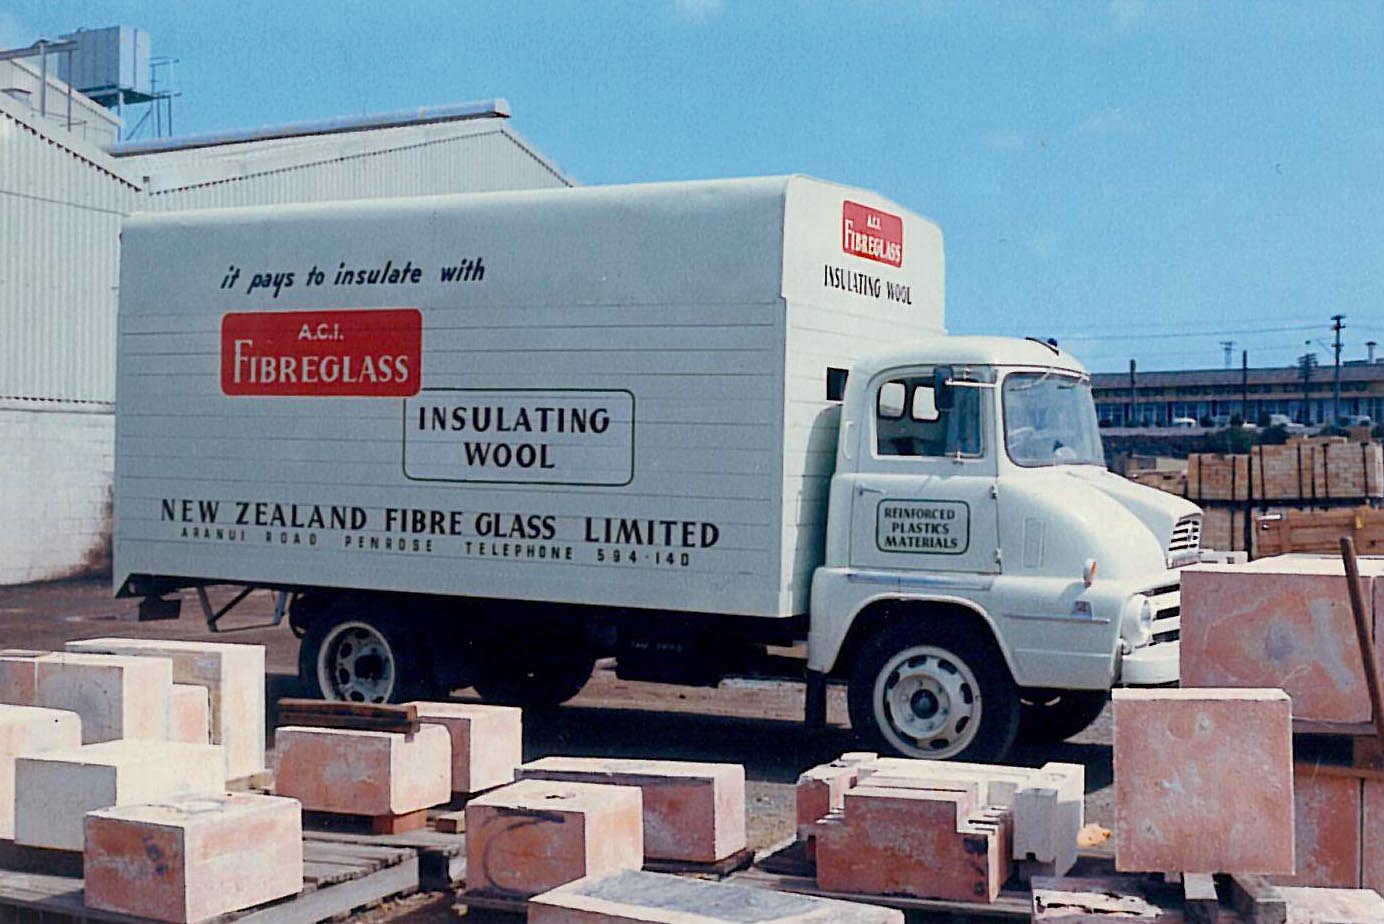 it pays to insulate with
A.C.I.
FIBREGLASS
INSULATING
WOOL
NEW ZEALAND FIBRE GLASS LIMITED
ARANUI ROAD PENROSE TELEPHONE 594-140
A.C.I.
FIBREGLASS
INSULATING WOOL
REINFORCED
PLASTICS
MATERIALS